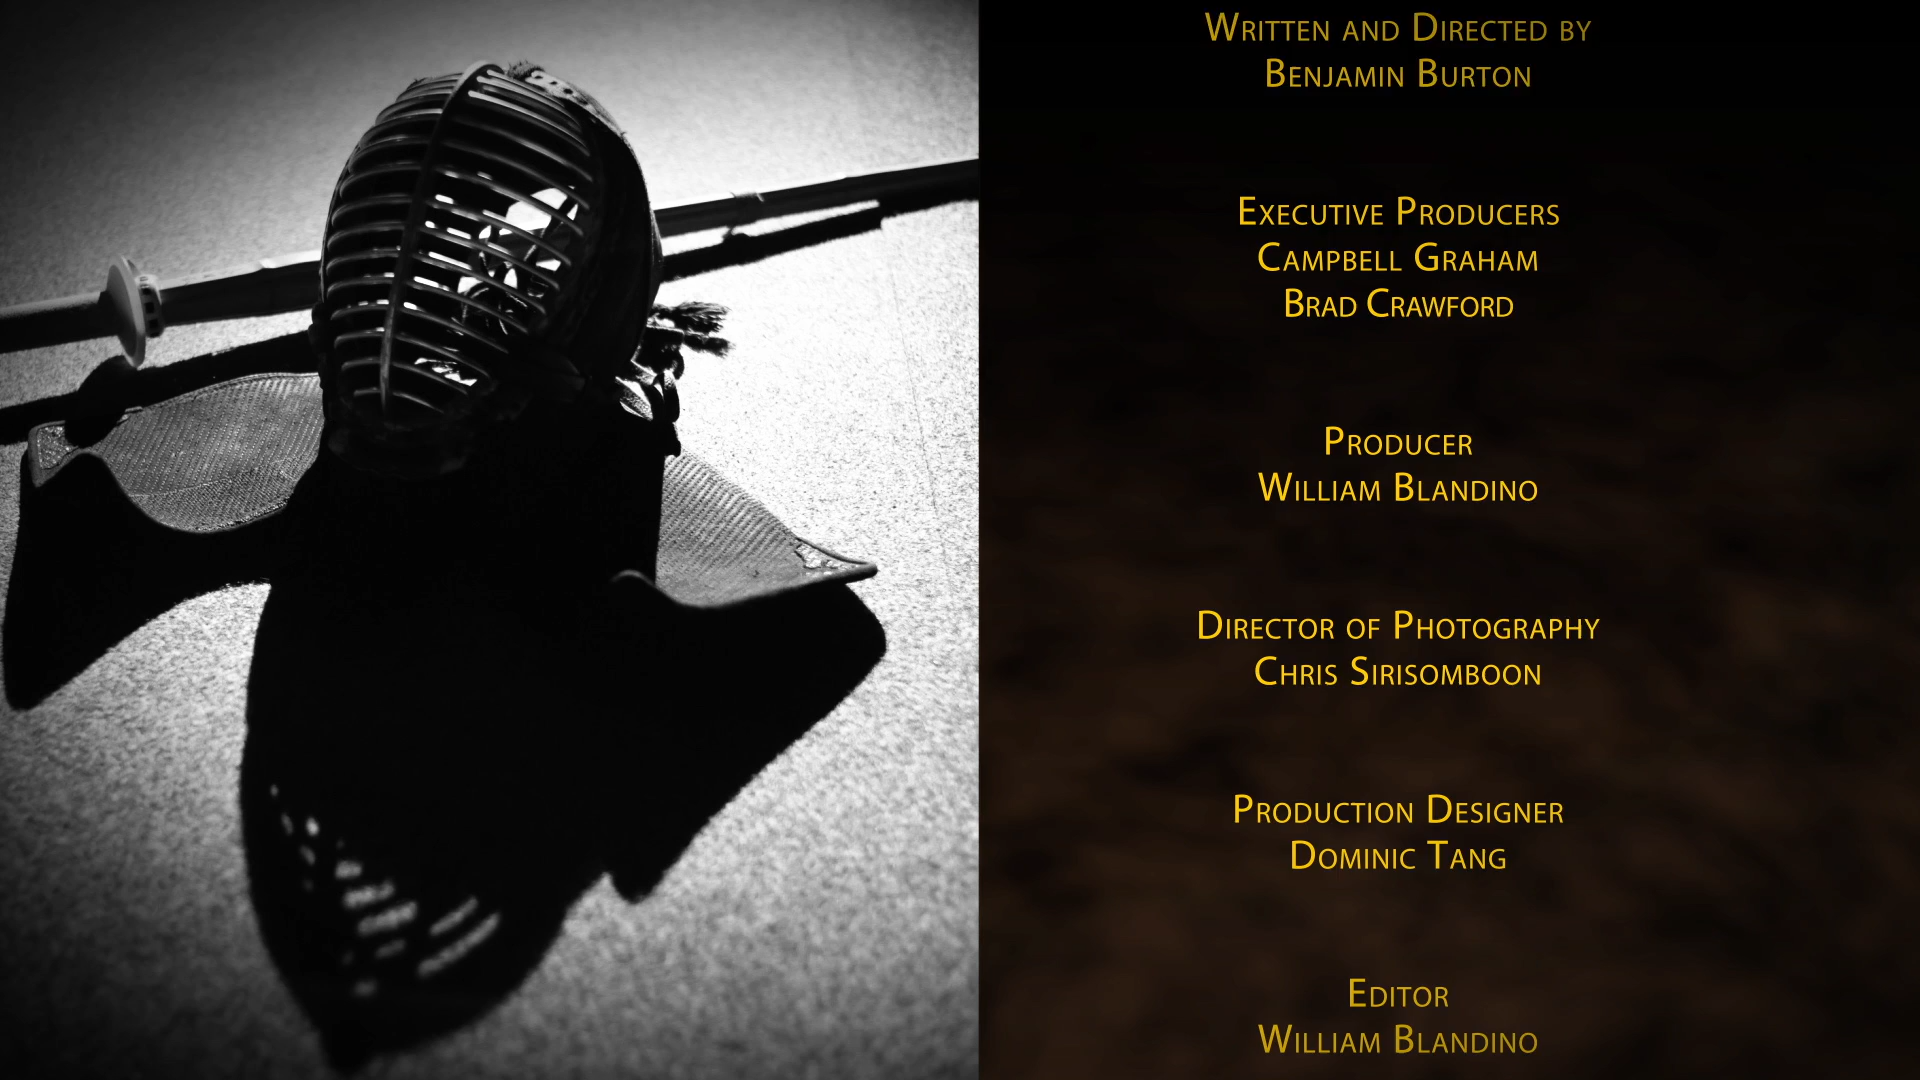 Written and Directed by
Benjamin Burton
Executive Producers
Campbell Graham
Brad Crawford
Producer
William Blandino
Director of Photography
Chris Sirisomboon
Production Designer
Dominic Tang
Editor
William Blandino